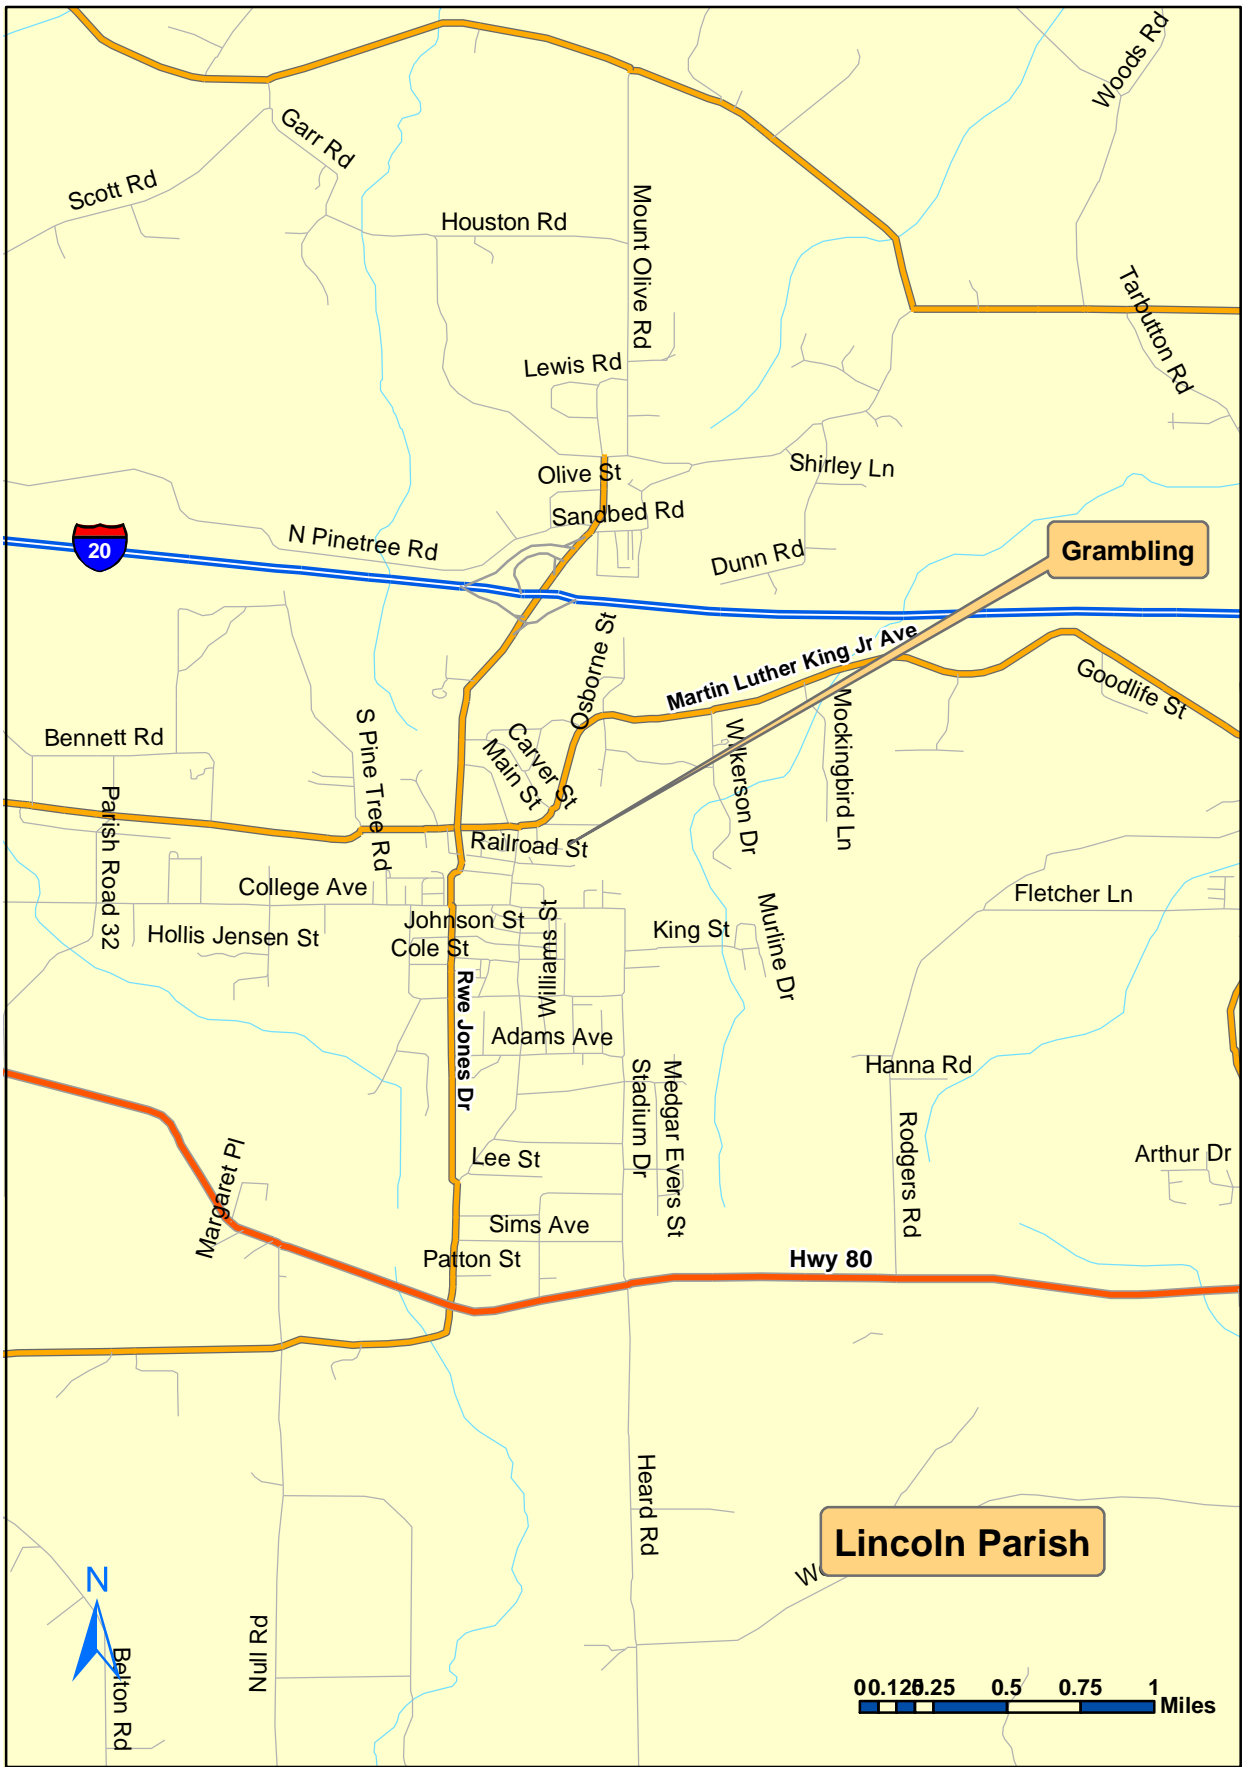 Woods Rd
Garr Rd
Scott Rd
Houston Rd
Mount Olive Rd
Tarbutton Rd
Lewis Rd
Olive St
Shirley Ln
Sandbed Rd
N Pinetree Rd
20
Dunn Rd
Grambling
Osborne St
Martin Luther King Jr Ave
Goodlife St
Bennett Rd
S Pine Tree Rd
Carver St
Main St
Wilkerson Dr
Mockingbird Ln
Parish Road 32
Railroad St
College Ave
Fletcher Ln
Johnson St
Williams St
King St
Murline Dr
Hollis Jensen St
Cole St
Rwe Jones Dr
Adams Ave
Hanna Rd
Stadium Dr
Medgar Evers St
Rodgers Rd
Margaret Pl
Lee St
Arthur Dr
Sims Ave
Patton St
Hwy 80
Heard Rd
Lincoln Parish
N
Null Rd
Belton Rd
0 0.125 0.25 0.5 0.75 1
Miles